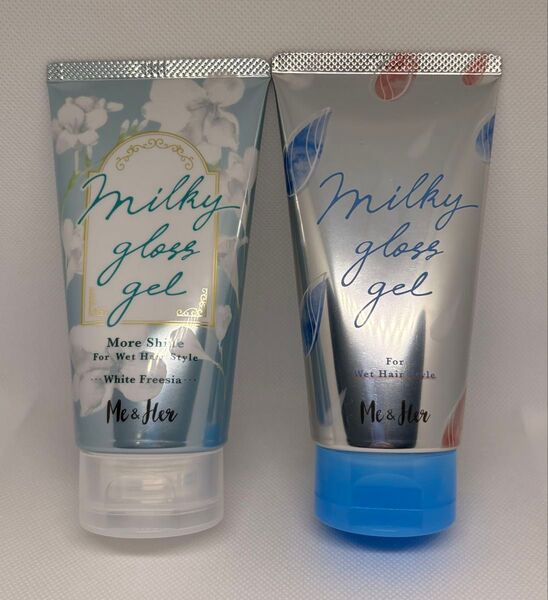 milky
gloss
gel
More Shine
For Wet Hair Style
White Freesia
Me & Her
milky
gloss
gel
For
Wet Hair Style
Me & Her